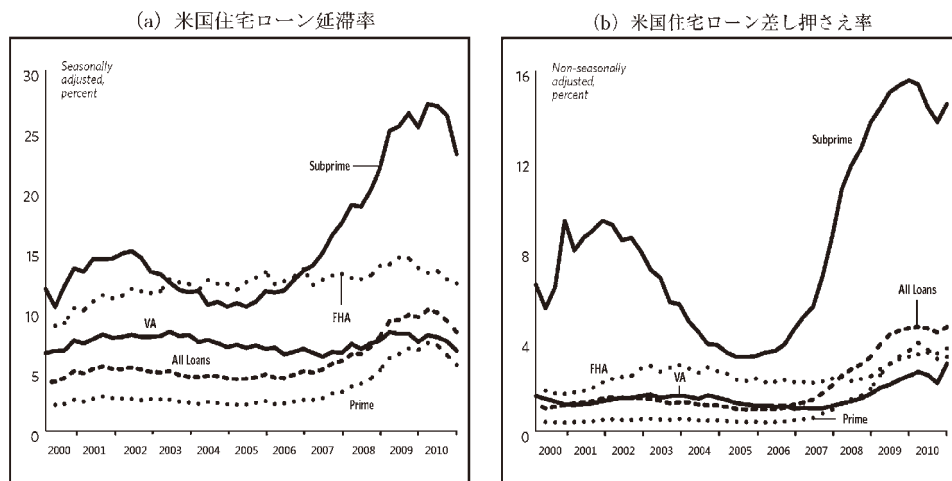 (a) 米国住宅ローン延滞率
Seasonally
adjusted,
percent
30
25
20
15
10
5
0
Subprime
FHA
VA
All Loans
Prime
2000 2001 2002 2003 2004 2005 2006 2007 2008 2009 2010
(b) 米国住宅ローン差し押さえ率
Non-seasonally
adjusted,
percent
16
12
8
4
0
Subprime
All Loans
FHA
VA
Prime
2000 2001 2002 2003 2004 2005 2006 2007 2008 2009 2010